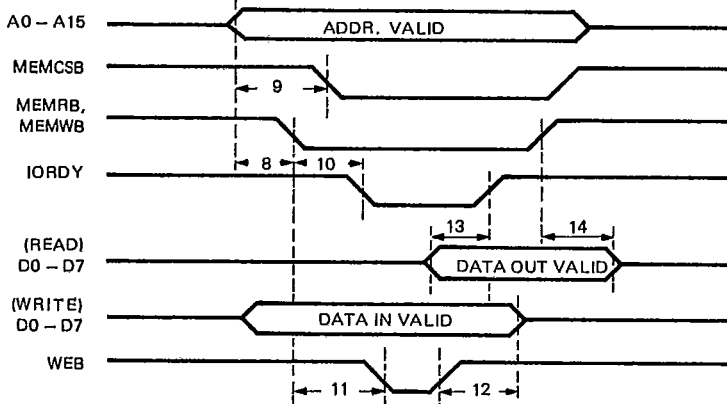 A0 – A15
ADDR. VALID
MEMCSB
9
MEMRB,
MEMWB
8
10
IORDY
13
14
(READ)
D0 – D7
DATA OUT VALID
(WRITE)
D0 – D7
DATA IN VALID
WEB
11
12